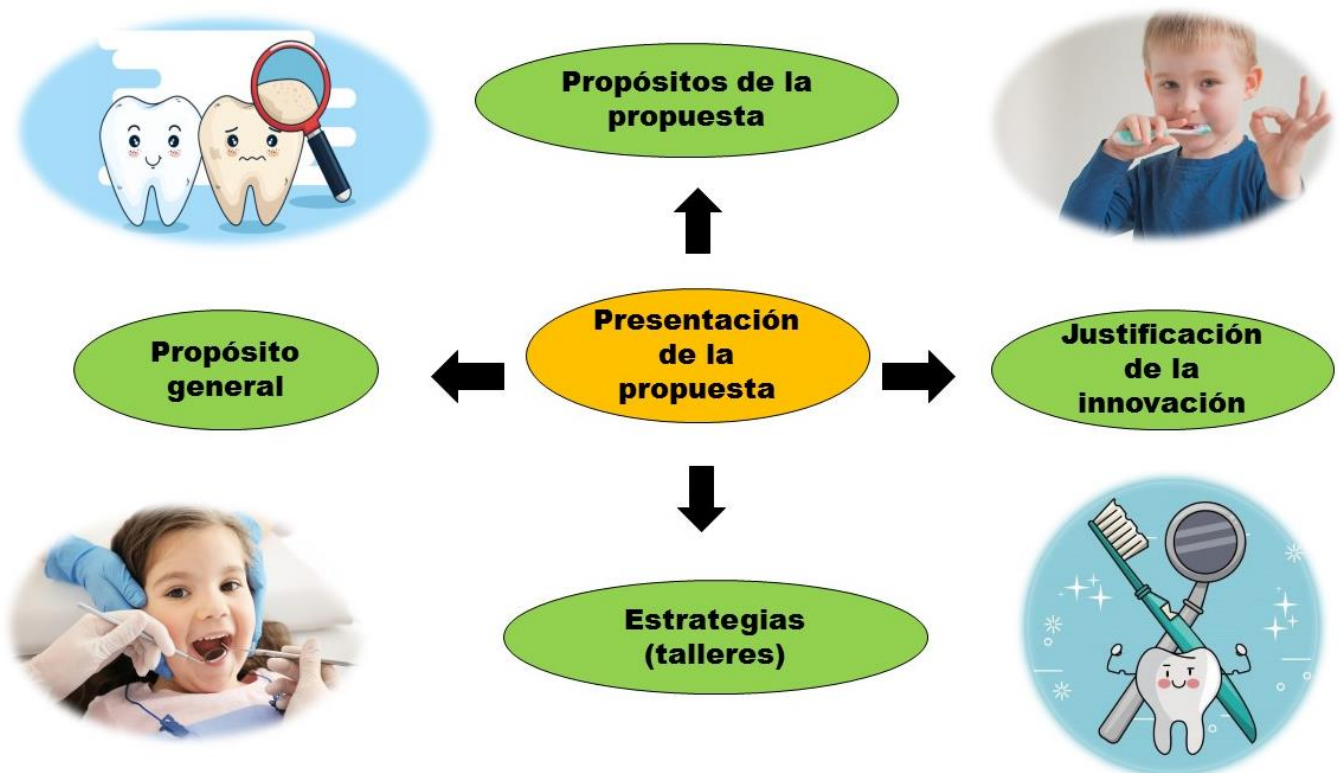 Propósitos de la
propuesta
Propósito
general
Presentación
de la
propuesta
Justificación
de la
innovación
Estrategias
(talleres)